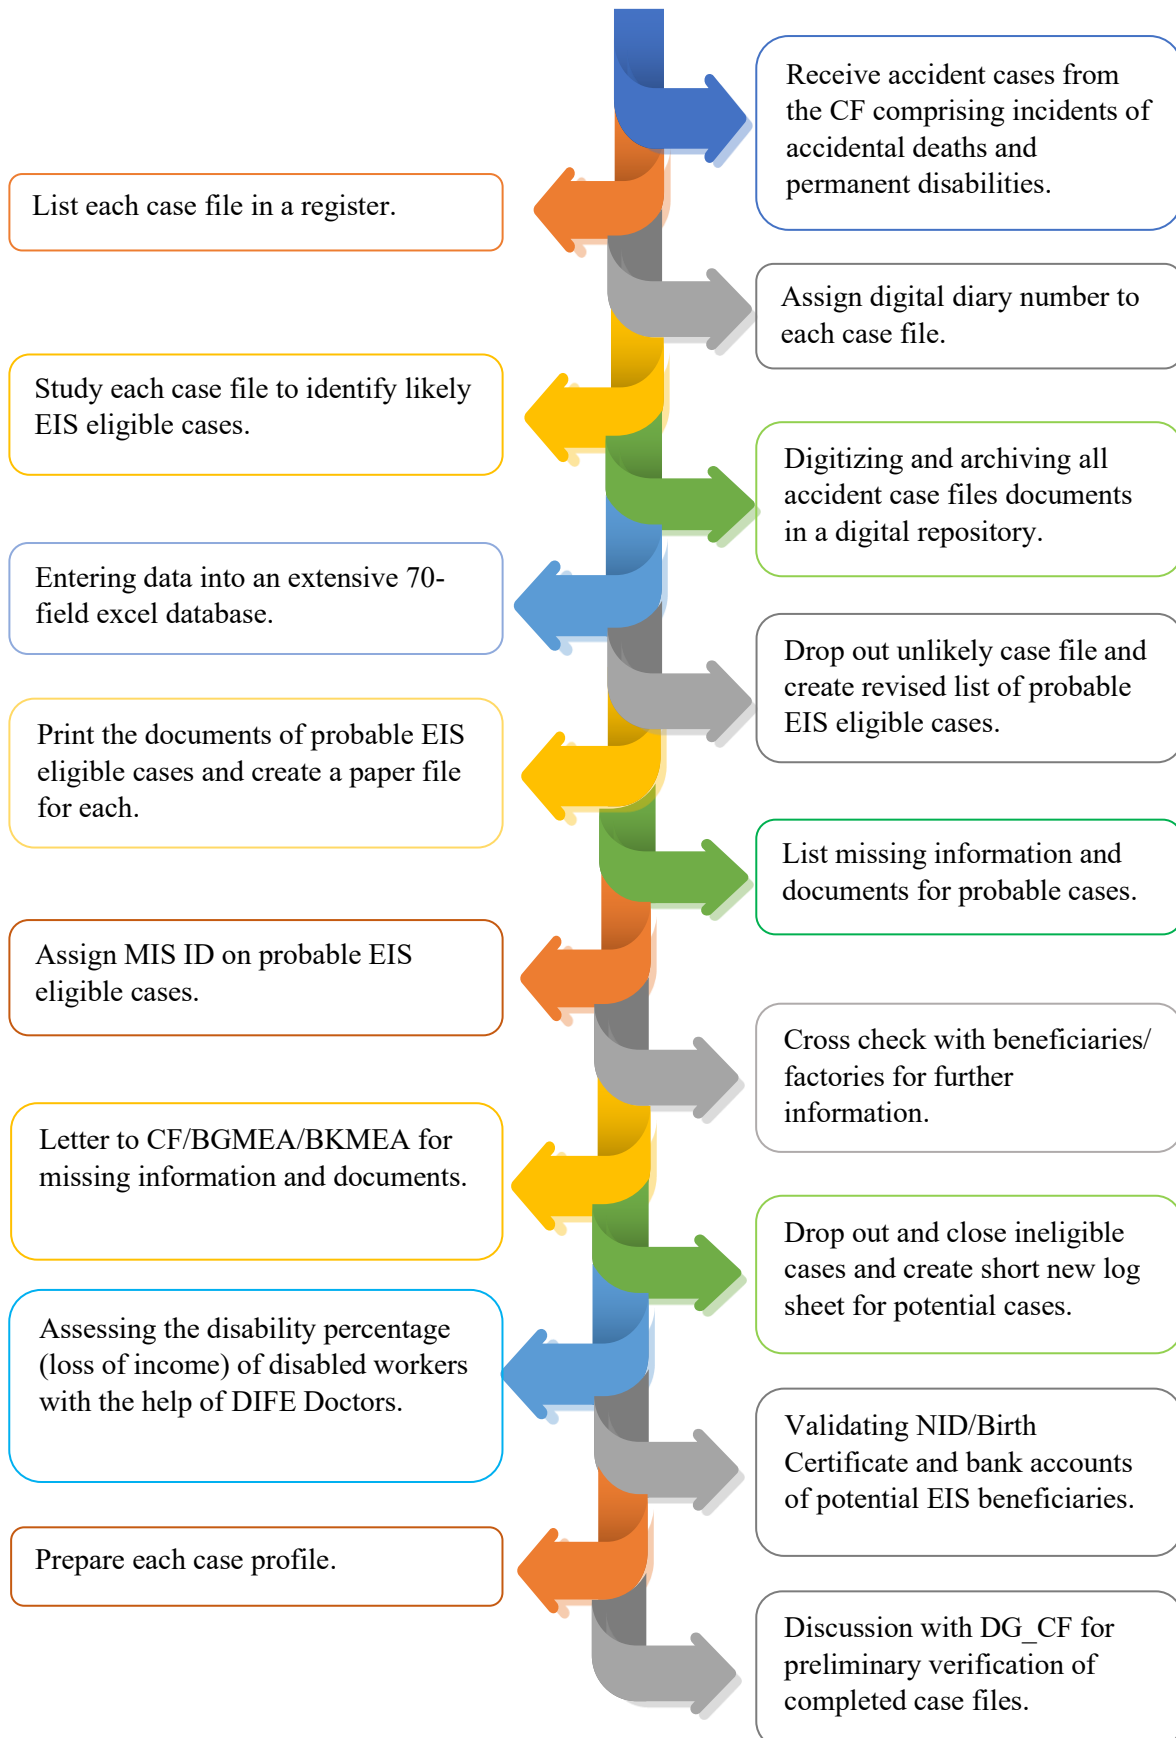 Receive accident cases from
the CF comprising incidents of
accidental deaths and
permanent disabilities.
List each case file in a register.
Assign digital diary number to
each case file.
Study each case file to identify likely
EIS eligible cases.
Digitizing and archiving all
accident case files documents
in a digital repository.
Entering data into an extensive 70-
field excel database.
Drop out unlikely case file and
create revised list of probable
EIS eligible cases.
Print the documents of probable EIS
eligible cases and create a paper file
for each.
List missing information and
documents for probable cases.
Assign MIS ID on probable EIS
eligible cases.
Cross check with beneficiaries/
factories for further
information.
Letter to CF/BGMEA/BKMEA for
missing information and documents.
Drop out and close ineligible
cases and create short new log
sheet for potential cases.
Assessing the disability percentage
(loss of income) of disabled workers
with the help of DIFE Doctors.
Validating NID/Birth
Certificate and bank accounts
of potential EIS beneficiaries.
Prepare each case profile.
Discussion with DG_CF for
preliminary verification of
completed case files.